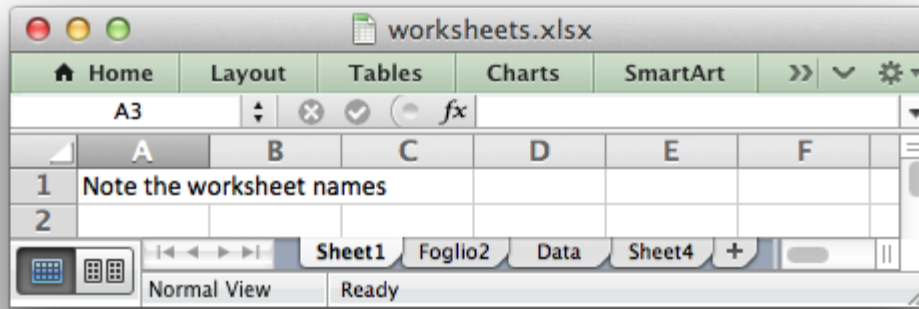 worksheets.xlsx
Home Layout Tables Charts SmartArt
A3 fx
A B C D E F
1 Note the worksheet names
2
Sheet1 Foglio2 Data Sheet4 +
Normal View Ready